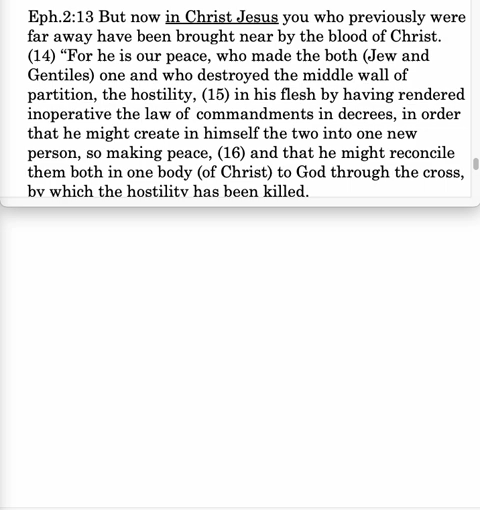 Eph.2:13 But now in Christ Jesus you who previously were
far away have been brought near by the blood of Christ.
(14) “For he is our peace, who made the both (Jew and
Gentiles) one and who destroyed the middle wall of
partition, the hostility, (15) in his flesh by having rendered
inoperative the law of commandments in decrees, in order
that he might create in himself the two into one new
person, so making peace, (16) and that he might reconcile
them both in one body (of Christ) to God through the cross,
by which the hostility has been killed.